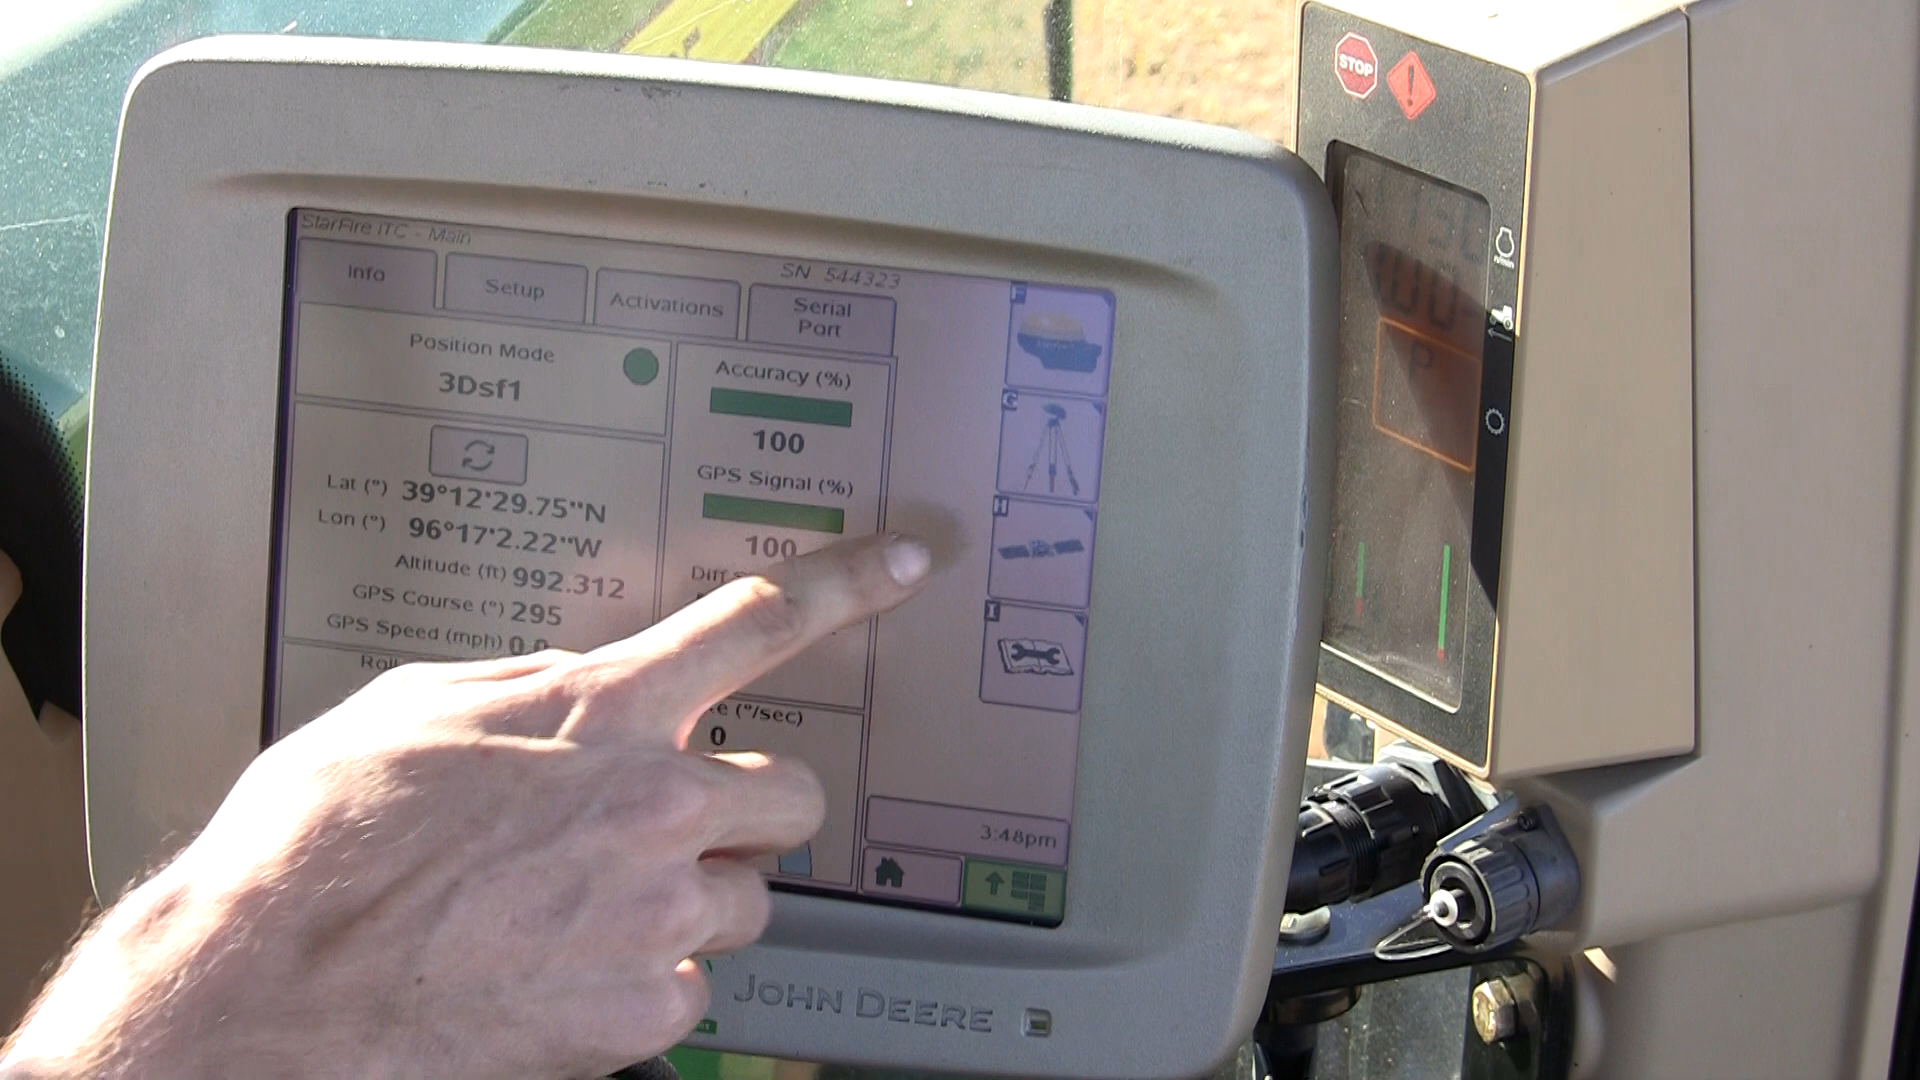 STOP
StarFire iTC - Main
SN 544323
Info
Setup
Activations
Serial
Port
Position Mode
3Dsf1
Accuracy (%)
100
GPS Signal (%)
100
Lat (°) 39°12'29.75"N
Lon (°) 96°17'2.22"W
Altitude (ft) 992.312
GPS Course (°) 295
GPS Speed (mph) 0.0
Diff
(°/sec)
0
F
G
H
I
n/min
P
3:48pm
JOHN DEERE